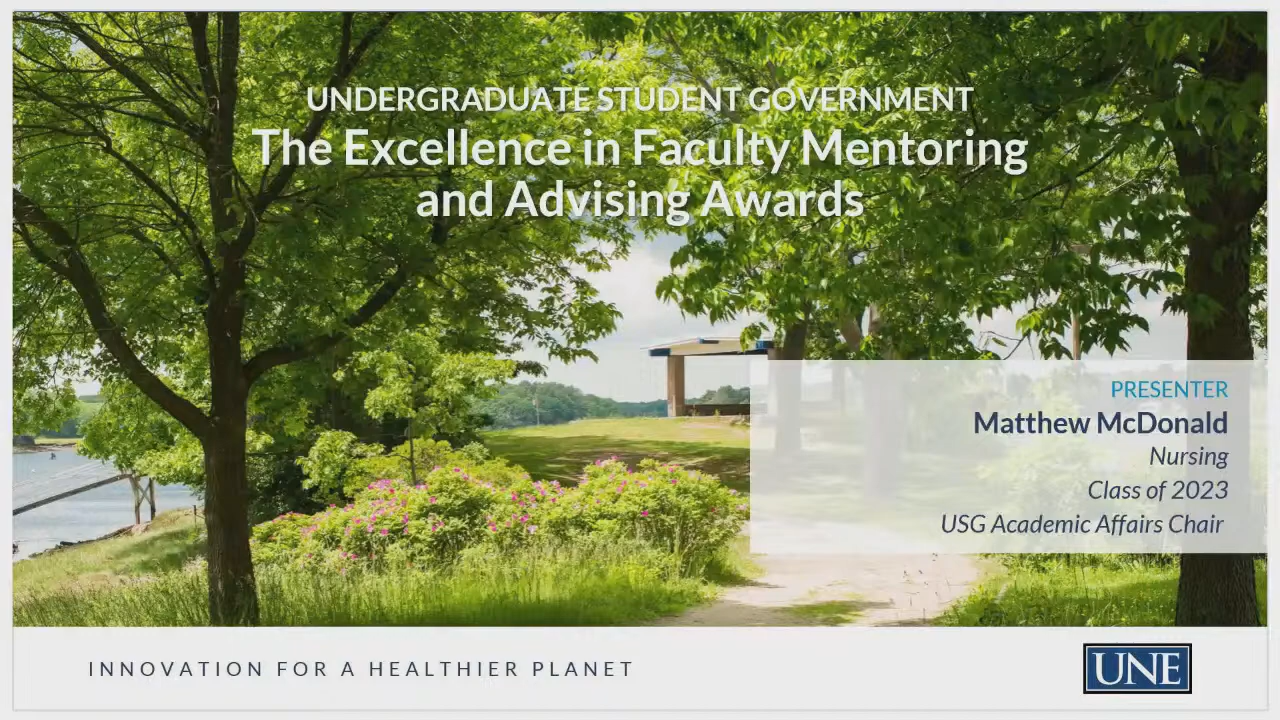 UNDERGRADUATE STUDENT GOVERNMENT
The Excellence in Faculty Mentoring
and Advising Awards
PRESENTER
Matthew McDonald
Nursing
Class of 2023
USG Academic Affairs Chair
INNOVATION FOR A HEALTHIER PLANET
UNE